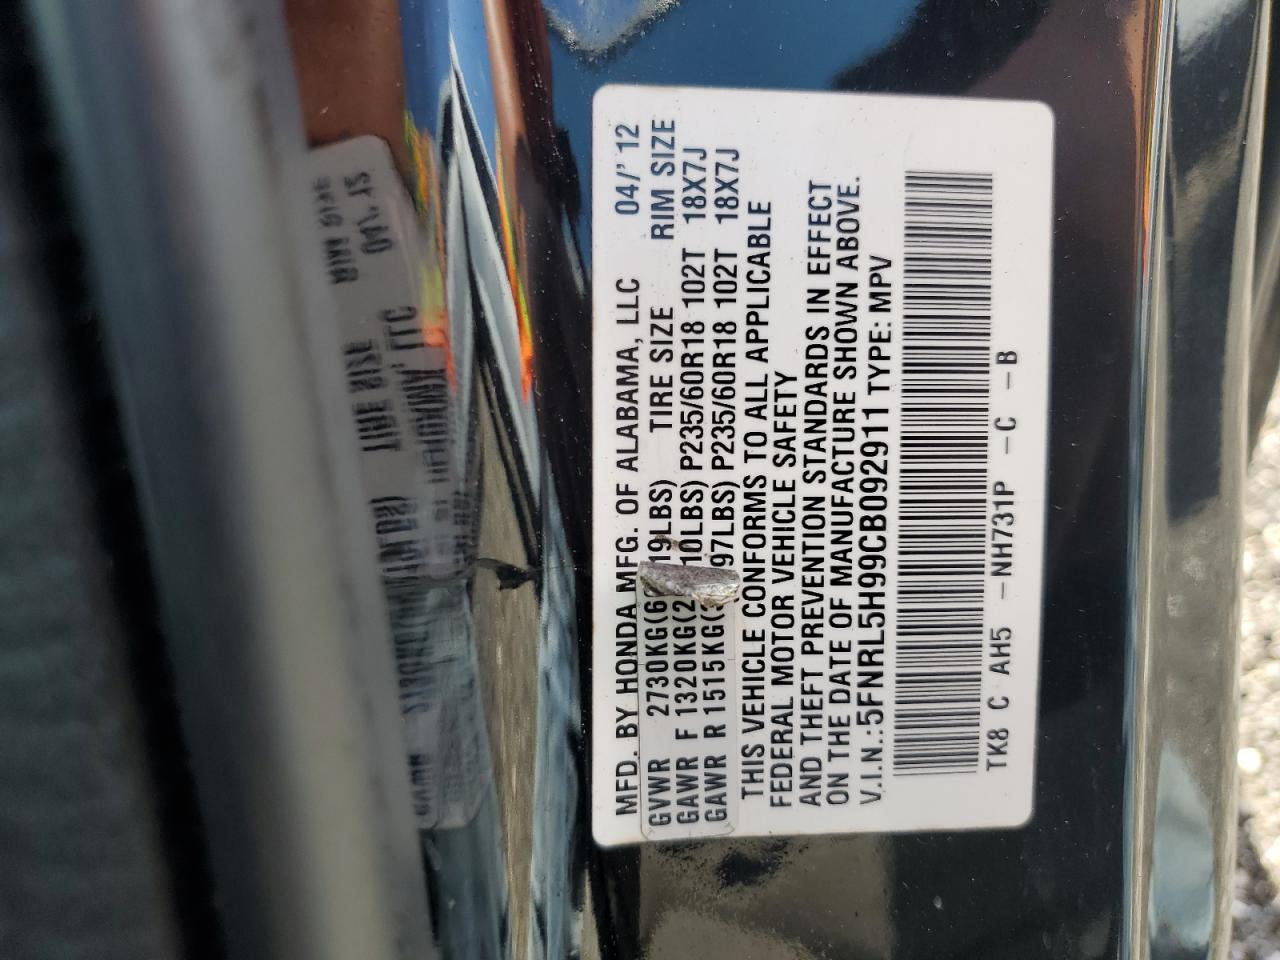 MFD. BY HONDA MFG. OF ALABAMA, LLC 04/'12
TIRE SIZE RIM SIZE
GVWR 2730KG(6 19LBS)
GAWR F 1320KG(2 10LBS) P235/60R18 102T 18X7J
GAWR R 1515KG( 97LBS) P235/60R18 102T 18X7J
THIS VEHICLE CONFORMS TO ALL APPLICABLE
FEDERAL MOTOR VEHICLE SAFETY
AND THEFT PREVENTION STANDARDS IN EFFECT
ON THE DATE OF MANUFACTURE SHOWN ABOVE.
V.I.N.:5FNRL5H99CB092911 TYPE: MPV
TK8 C AH5 -NH731P -C -B